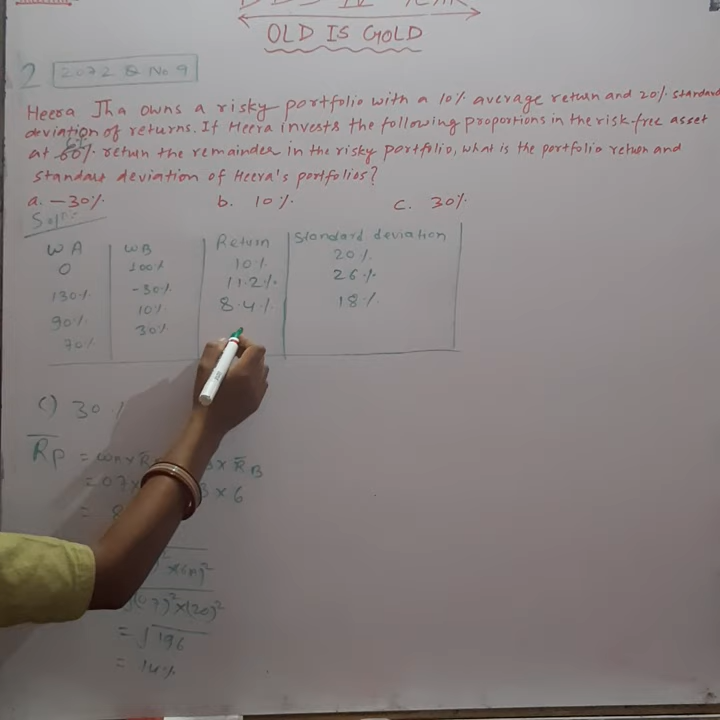 OLD IS GOLD
2 2072 Q No 9
Heera Jha owns a risky portfolio with a 10% average return and 20% standard
deviation of returns. If Heera invests the following proportions in the risk-free asset
at 6% return the remainder in the risky portfolio, what is the portfolio return and
standard deviation of Heera's portfolios?
a. -30% b. 10% c. 30%
Soln:
WA WB Return Standard deviation
0 100% 10% 20%
130% -30% 11.2% 26%
90% 10% 8.4% 18%
70% 30%
c) 30%
R̄p = × R̄B
= 07 × 6
= 8
= √196
= 14%